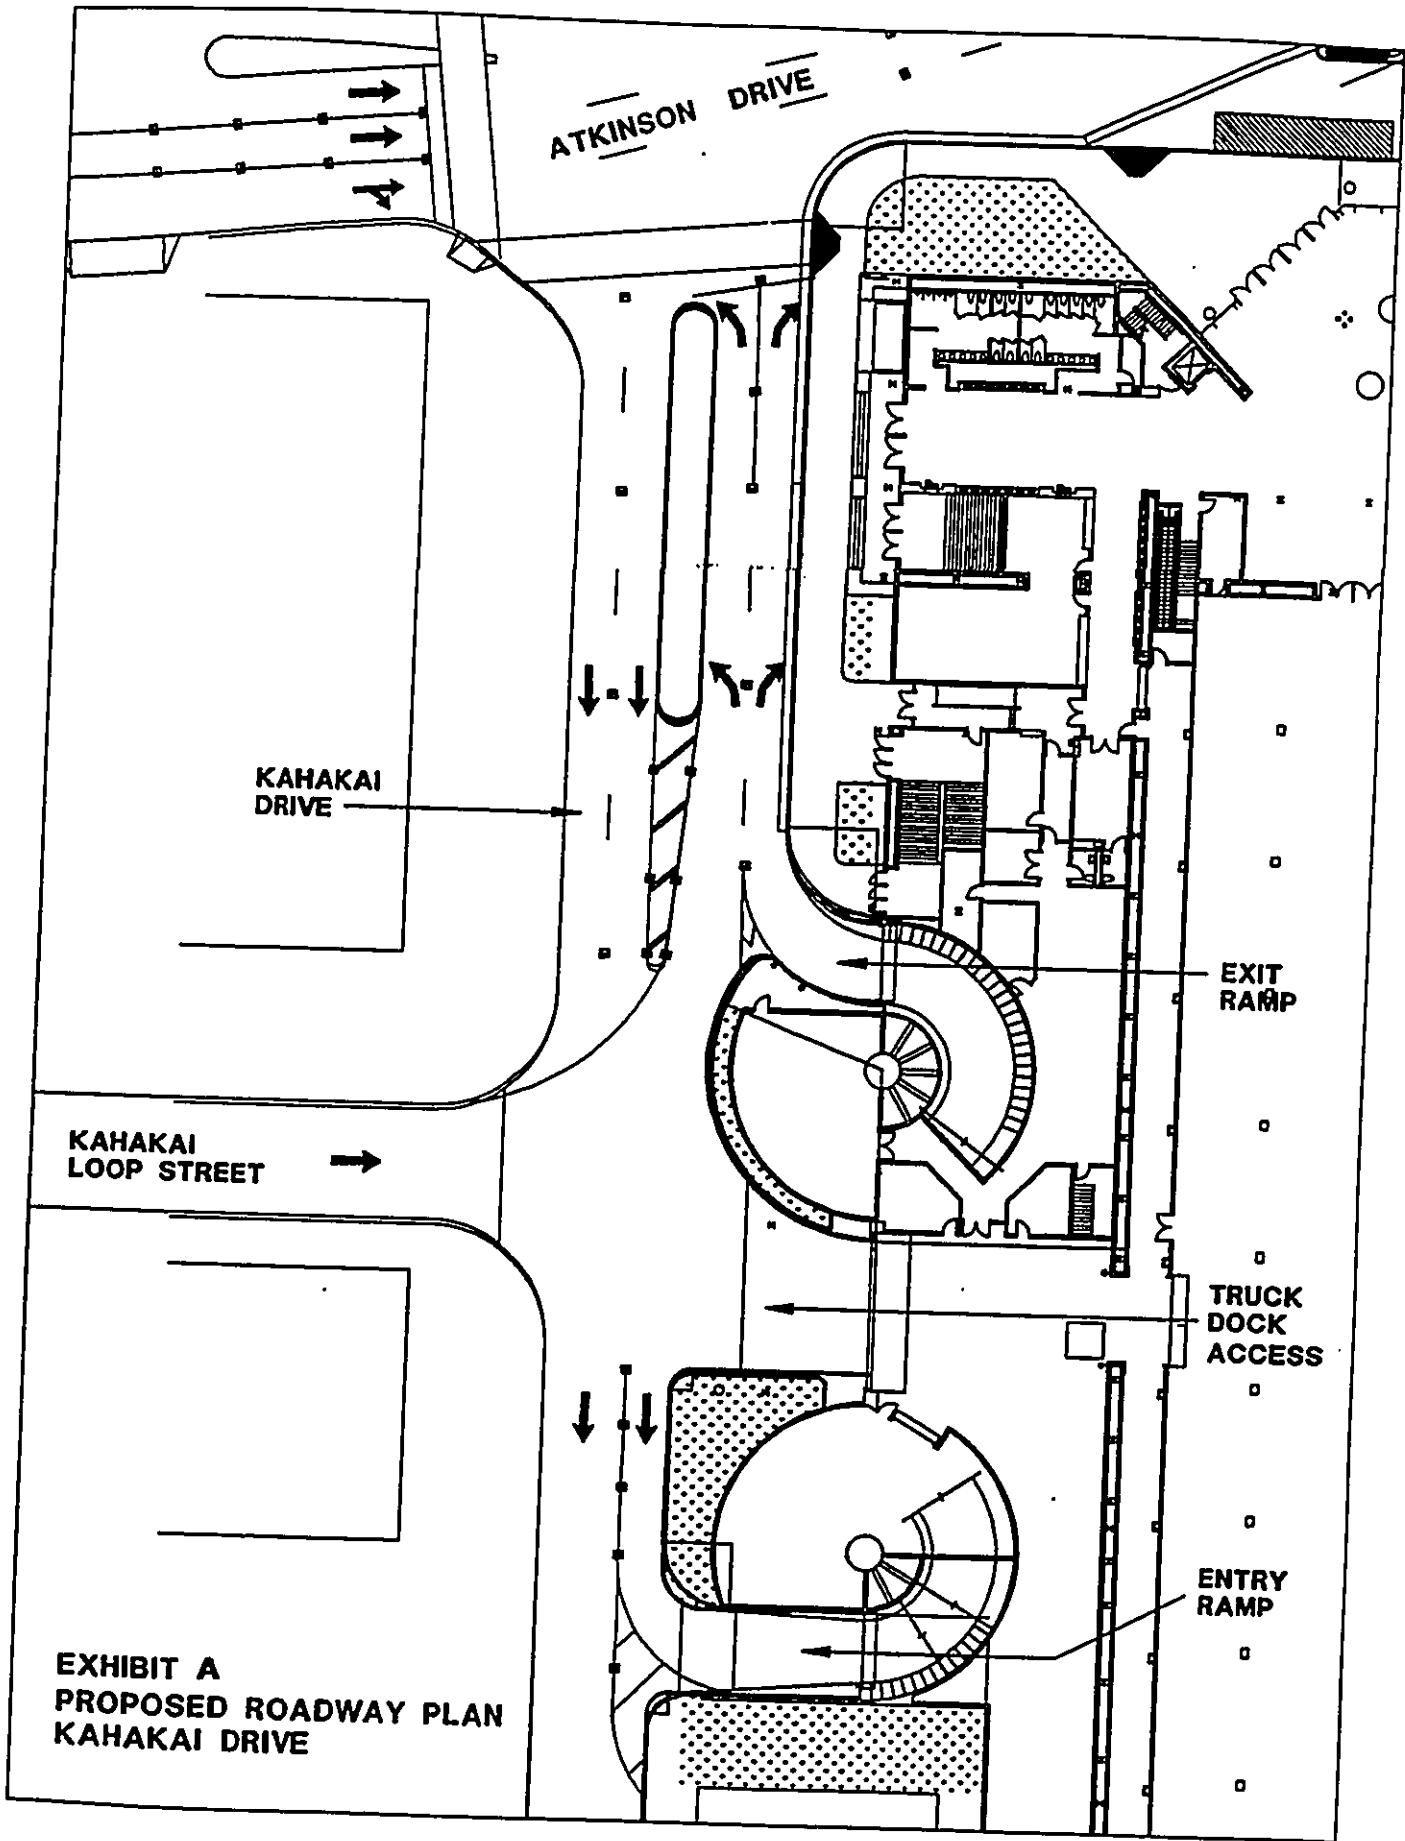 ATKINSON DRIVE
KAHAKAI
DRIVE
EXIT
RAMP
KAHAKAI
LOOP STREET
TRUCK
DOCK
ACCESS
ENTRY
RAMP
EXHIBIT A
PROPOSED ROADWAY PLAN
KAHAKAI DRIVE